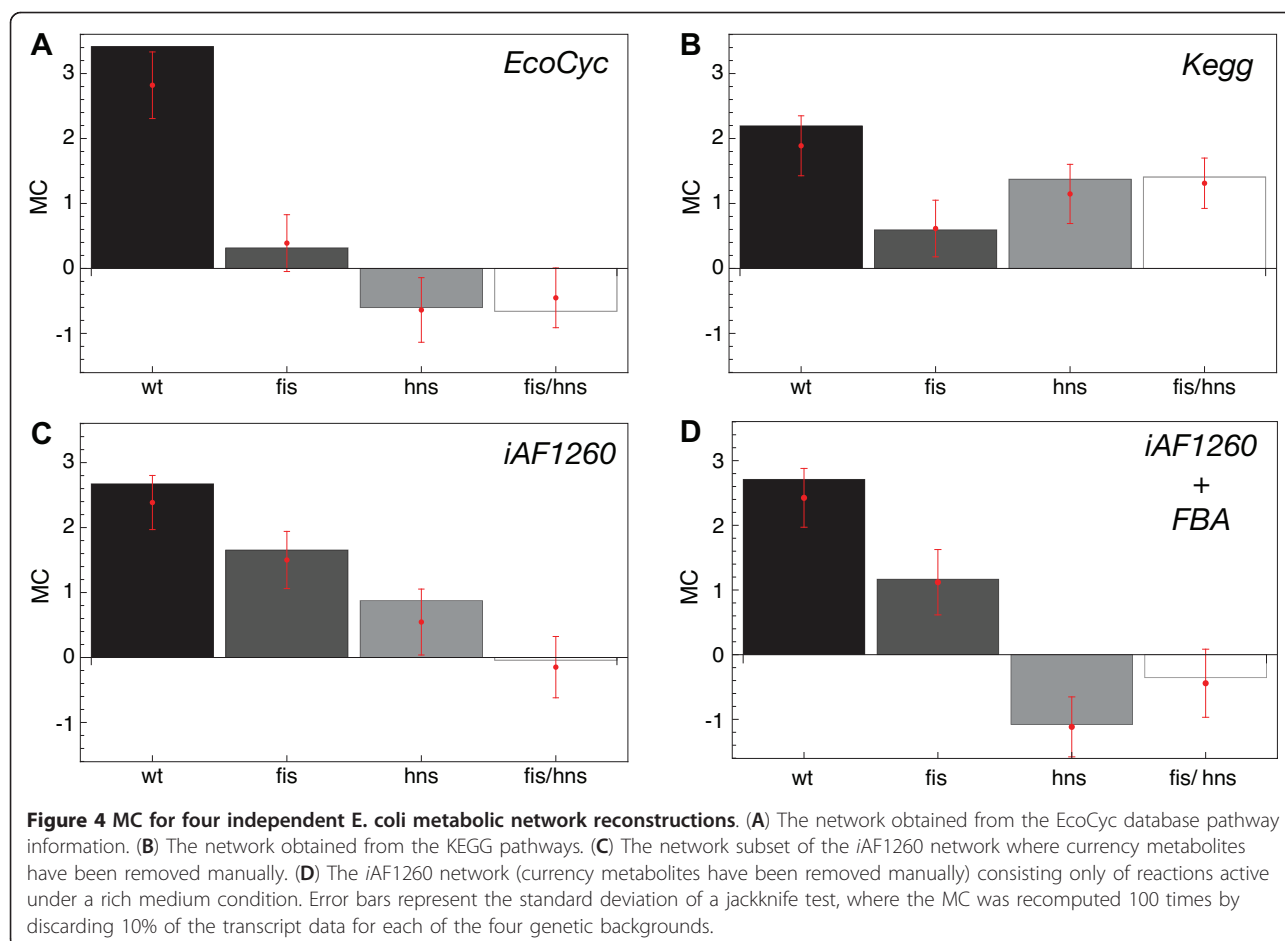 A
EcoCyc
MC
3
2
1
0
-1
wt fis hns fis/hns
B
Kegg
MC
3
2
1
0
-1
wt fis hns fis/hns
C
iAF1260
MC
3
2
1
0
-1
wt fis hns fis/hns
D
iAF1260
+
FBA
MC
3
2
1
0
-1
wt fis hns fis/ hns
Figure 4 MC for four independent E. coli metabolic network reconstructions. (A) The network obtained from the EcoCyc database pathway
information. (B) The network obtained from the KEGG pathways. (C) The network subset of the iAF1260 network where currency metabolites
have been removed manually. (D) The iAF1260 network (currency metabolites have been removed manually) consisting only of reactions active
under a rich medium condition. Error bars represent the standard deviation of a jackknife test, where the MC was recomputed 100 times by
discarding 10% of the transcript data for each of the four genetic backgrounds.